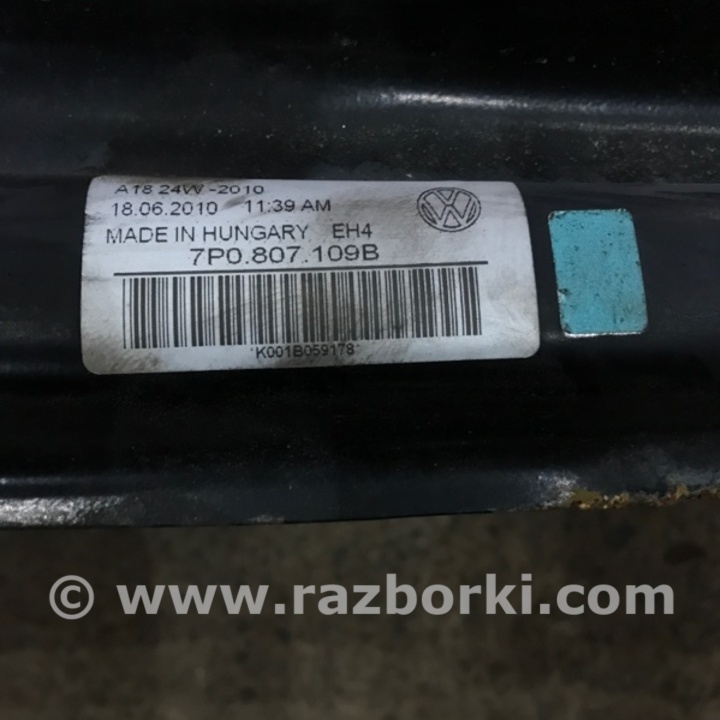 A18 24W-2010
18.06.2010 11:39 AM
MADE IN HUNGARY EH4
7P0.807.109B
*K001B059178*
© www.razborki.com